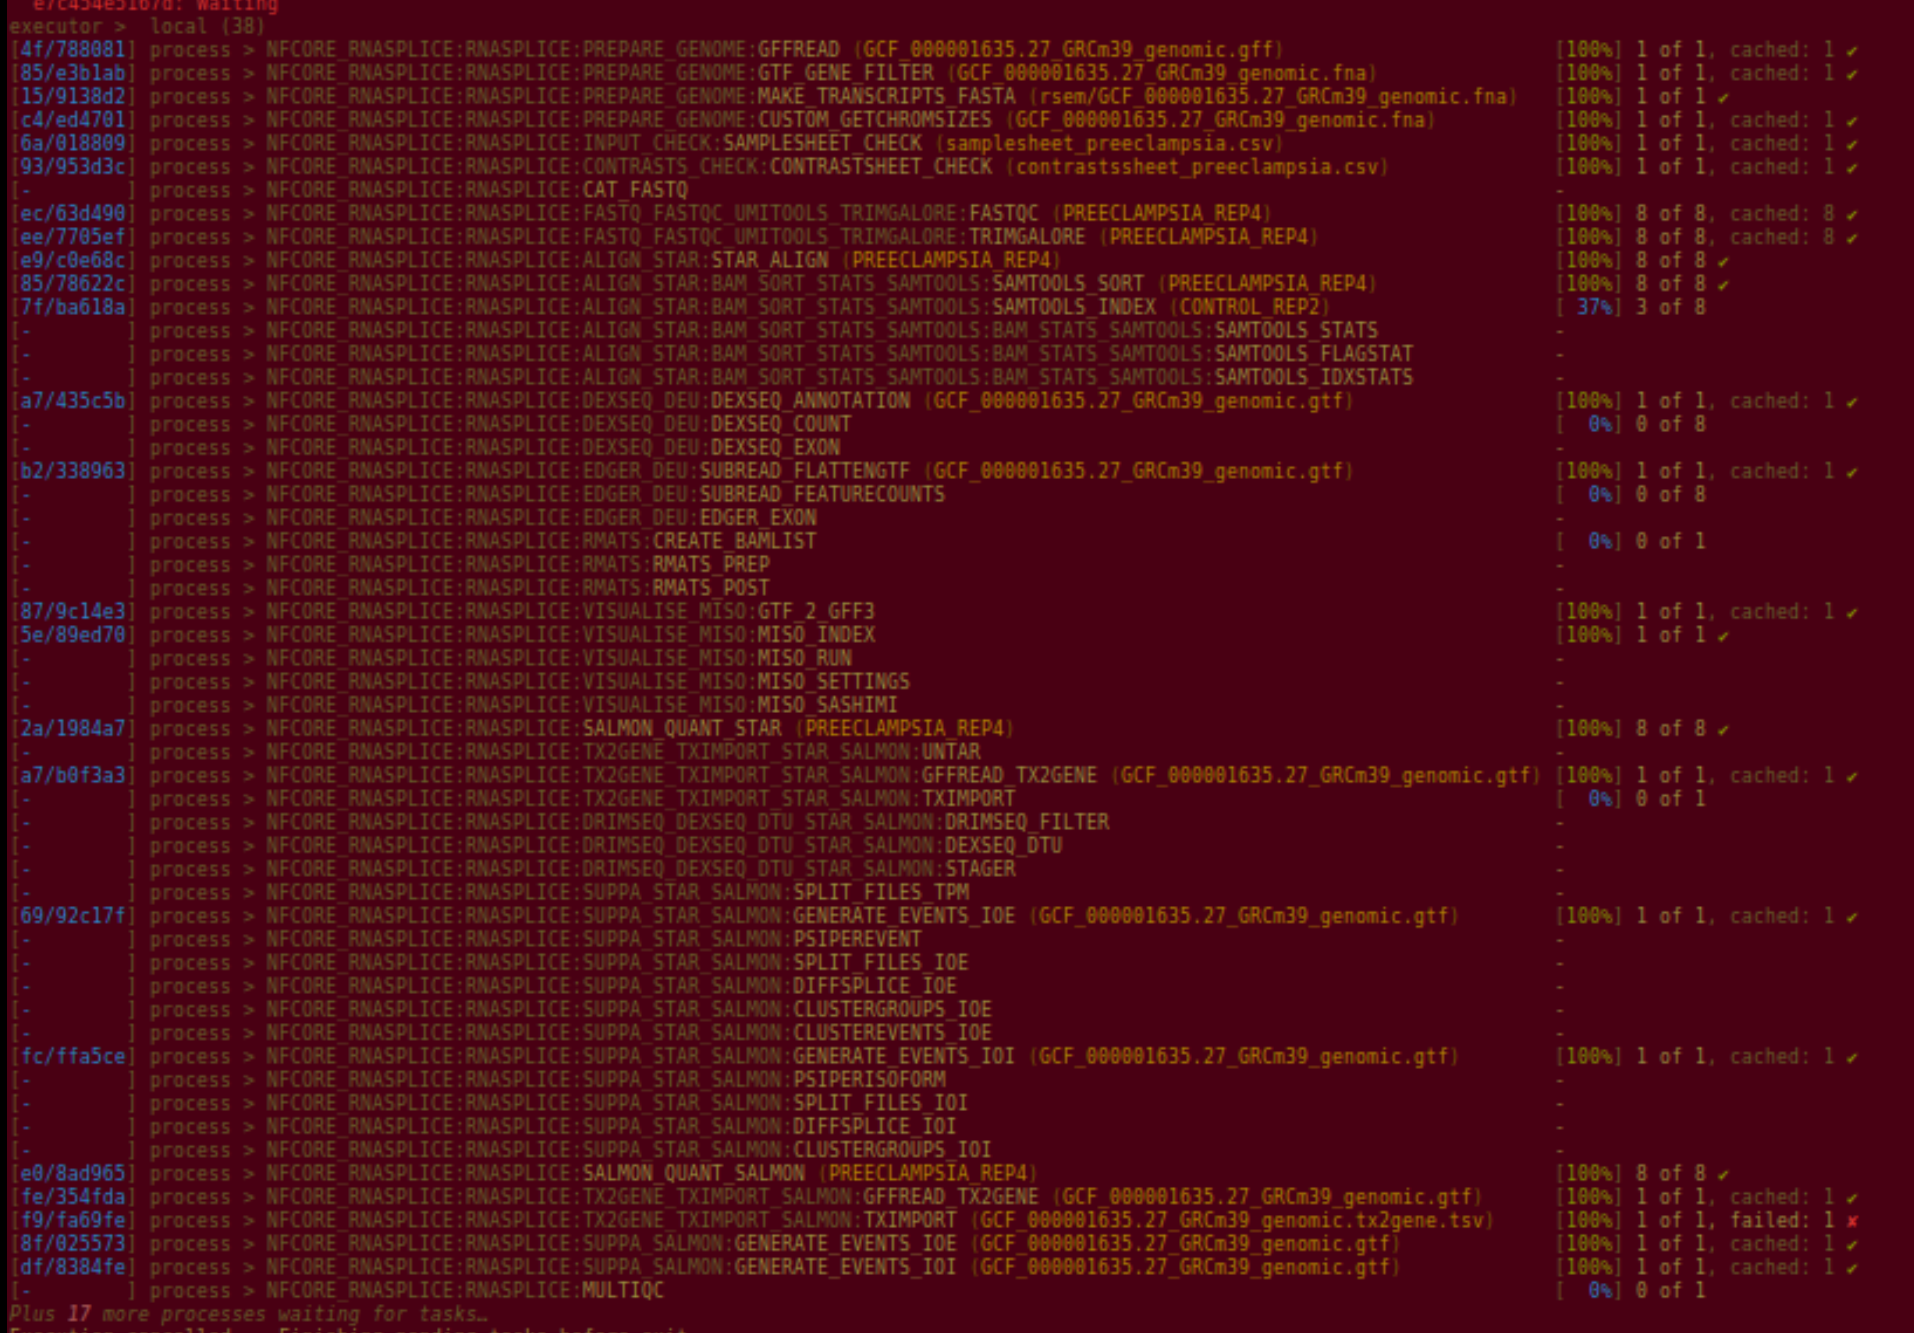 e7c454e5167d: Waiting
executor >  local (38)
[4f/788081] process > NFCORE_RNASPLICE:RNASPLICE:PREPARE_GENOME:GFFREAD (GCF_000001635.27_GRCm39_genomic.gff) [100%] 1 of 1, cached: 1 ✔
[85/e3b1ab] process > NFCORE_RNASPLICE:RNASPLICE:PREPARE_GENOME:GTF_GENE_FILTER (GCF_000001635.27_GRCm39_genomic.fna) [100%] 1 of 1, cached: 1 ✔
[15/9138d2] process > NFCORE_RNASPLICE:RNASPLICE:PREPARE_GENOME:MAKE_TRANSCRIPTS_FASTA (rsem/GCF_000001635.27_GRCm39_genomic.fna) [100%] 1 of 1 ✔
[c4/ed4701] process > NFCORE_RNASPLICE:RNASPLICE:PREPARE_GENOME:CUSTOM_GETCHROMSIZES (GCF_000001635.27_GRCm39_genomic.fna) [100%] 1 of 1, cached: 1 ✔
[6a/018809] process > NFCORE_RNASPLICE:RNASPLICE:INPUT_CHECK:SAMPLESHEET_CHECK (samplesheet_preeclampsia.csv) [100%] 1 of 1, cached: 1 ✔
[93/953d3c] process > NFCORE_RNASPLICE:RNASPLICE:CONTRASTS_CHECK:CONTRASTSHEET_CHECK (contrastssheet_preeclampsia.csv) [100%] 1 of 1, cached: 1 ✔
[- ] process > NFCORE_RNASPLICE:RNASPLICE:CAT_FASTQ -
[ec/63d490] process > NFCORE_RNASPLICE:RNASPLICE:FASTQ_FASTQC_UMITOOLS_TRIMGALORE:FASTQC (PREECLAMPSIA_REP4) [100%] 8 of 8, cached: 8 ✔
[ee/7705ef] process > NFCORE_RNASPLICE:RNASPLICE:FASTQ_FASTQC_UMITOOLS_TRIMGALORE:TRIMGALORE (PREECLAMPSIA_REP4) [100%] 8 of 8, cached: 8 ✔
[e9/c0e68c] process > NFCORE_RNASPLICE:RNASPLICE:ALIGN_STAR:STAR_ALIGN (PREECLAMPSIA_REP4) [100%] 8 of 8 ✔
[85/78622c] process > NFCORE_RNASPLICE:RNASPLICE:ALIGN_STAR:BAM_SORT_STATS_SAMTOOLS:SAMTOOLS_SORT (PREECLAMPSIA_REP4) [100%] 8 of 8 ✔
[7f/ba618a] process > NFCORE_RNASPLICE:RNASPLICE:ALIGN_STAR:BAM_SORT_STATS_SAMTOOLS:SAMTOOLS_INDEX (CONTROL_REP2) [ 37%] 3 of 8
[- ] process > NFCORE_RNASPLICE:RNASPLICE:ALIGN_STAR:BAM_SORT_STATS_SAMTOOLS:BAM_STATS_SAMTOOLS:SAMTOOLS_STATS -
[- ] process > NFCORE_RNASPLICE:RNASPLICE:ALIGN_STAR:BAM_SORT_STATS_SAMTOOLS:BAM_STATS_SAMTOOLS:SAMTOOLS_FLAGSTAT -
[- ] process > NFCORE_RNASPLICE:RNASPLICE:ALIGN_STAR:BAM_SORT_STATS_SAMTOOLS:BAM_STATS_SAMTOOLS:SAMTOOLS_IDXSTATS -
[a7/435c5b] process > NFCORE_RNASPLICE:RNASPLICE:DEXSEQ_DEU:DEXSEQ_ANNOTATION (GCF_000001635.27_GRCm39_genomic.gtf) [100%] 1 of 1, cached: 1 ✔
[- ] process > NFCORE_RNASPLICE:RNASPLICE:DEXSEQ_DEU:DEXSEQ_COUNT [ 0%] 0 of 8
[- ] process > NFCORE_RNASPLICE:RNASPLICE:DEXSEQ_DEU:DEXSEQ_EXON -
[b2/338963] process > NFCORE_RNASPLICE:RNASPLICE:EDGER_DEU:SUBREAD_FLATTENGTF (GCF_000001635.27_GRCm39_genomic.gtf) [100%] 1 of 1, cached: 1 ✔
[- ] process > NFCORE_RNASPLICE:RNASPLICE:EDGER_DEU:SUBREAD_FEATURECOUNTS [ 0%] 0 of 8
[- ] process > NFCORE_RNASPLICE:RNASPLICE:EDGER_DEU:EDGER_EXON -
[- ] process > NFCORE_RNASPLICE:RNASPLICE:RMATS:CREATE_BAMLIST [ 0%] 0 of 1
[- ] process > NFCORE_RNASPLICE:RNASPLICE:RMATS:RMATS_PREP -
[- ] process > NFCORE_RNASPLICE:RNASPLICE:RMATS:RMATS_POST -
[87/9c14e3] process > NFCORE_RNASPLICE:RNASPLICE:VISUALISE_MISO:GTF_2_GFF3 [100%] 1 of 1, cached: 1 ✔
[5e/89ed70] process > NFCORE_RNASPLICE:RNASPLICE:VISUALISE_MISO:MISO_INDEX [100%] 1 of 1 ✔
[- ] process > NFCORE_RNASPLICE:RNASPLICE:VISUALISE_MISO:MISO_RUN -
[- ] process > NFCORE_RNASPLICE:RNASPLICE:VISUALISE_MISO:MISO_SETTINGS -
[- ] process > NFCORE_RNASPLICE:RNASPLICE:VISUALISE_MISO:MISO_SASHIMI -
[2a/1984a7] process > NFCORE_RNASPLICE:RNASPLICE:SALMON_QUANT_STAR (PREECLAMPSIA_REP4) [100%] 8 of 8 ✔
[- ] process > NFCORE_RNASPLICE:RNASPLICE:TX2GENE_TXIMPORT_STAR_SALMON:UNTAR -
[a7/b0f3a3] process > NFCORE_RNASPLICE:RNASPLICE:TX2GENE_TXIMPORT_STAR_SALMON:GFFREAD_TX2GENE (GCF_000001635.27_GRCm39_genomic.gtf) [100%] 1 of 1, cached: 1 ✔
[- ] process > NFCORE_RNASPLICE:RNASPLICE:TX2GENE_TXIMPORT_STAR_SALMON:TXIMPORT [ 0%] 0 of 1
[- ] process > NFCORE_RNASPLICE:RNASPLICE:DRIMSEQ_DEXSEQ_DTU_STAR_SALMON:DRIMSEQ_FILTER -
[- ] process > NFCORE_RNASPLICE:RNASPLICE:DRIMSEQ_DEXSEQ_DTU_STAR_SALMON:DEXSEQ_DTU -
[- ] process > NFCORE_RNASPLICE:RNASPLICE:DRIMSEQ_DEXSEQ_DTU_STAR_SALMON:STAGER -
[- ] process > NFCORE_RNASPLICE:RNASPLICE:SUPPA_STAR_SALMON:SPLIT_FILES_TPM -
[69/92c17f] process > NFCORE_RNASPLICE:RNASPLICE:SUPPA_STAR_SALMON:GENERATE_EVENTS_IOE (GCF_000001635.27_GRCm39_genomic.gtf) [100%] 1 of 1, cached: 1 ✔
[- ] process > NFCORE_RNASPLICE:RNASPLICE:SUPPA_STAR_SALMON:PSIPEREVENT -
[- ] process > NFCORE_RNASPLICE:RNASPLICE:SUPPA_STAR_SALMON:SPLIT_FILES_IOE -
[- ] process > NFCORE_RNASPLICE:RNASPLICE:SUPPA_STAR_SALMON:DIFFSPLICE_IOE -
[- ] process > NFCORE_RNASPLICE:RNASPLICE:SUPPA_STAR_SALMON:CLUSTERGROUPS_IOE -
[- ] process > NFCORE_RNASPLICE:RNASPLICE:SUPPA_STAR_SALMON:CLUSTEREVENTS_IOE -
[fc/ffa5ce] process > NFCORE_RNASPLICE:RNASPLICE:SUPPA_STAR_SALMON:GENERATE_EVENTS_IOI (GCF_000001635.27_GRCm39_genomic.gtf) [100%] 1 of 1, cached: 1 ✔
[- ] process > NFCORE_RNASPLICE:RNASPLICE:SUPPA_STAR_SALMON:PSIPERISOFORM -
[- ] process > NFCORE_RNASPLICE:RNASPLICE:SUPPA_STAR_SALMON:SPLIT_FILES_IOI -
[- ] process > NFCORE_RNASPLICE:RNASPLICE:SUPPA_STAR_SALMON:DIFFSPLICE_IOI -
[- ] process > NFCORE_RNASPLICE:RNASPLICE:SUPPA_STAR_SALMON:CLUSTERGROUPS_IOI -
[e0/8ad965] process > NFCORE_RNASPLICE:RNASPLICE:SALMON_QUANT_SALMON (PREECLAMPSIA_REP4) [100%] 8 of 8 ✔
[fe/354fda] process > NFCORE_RNASPLICE:RNASPLICE:TX2GENE_TXIMPORT_SALMON:GFFREAD_TX2GENE (GCF_000001635.27_GRCm39_genomic.gtf) [100%] 1 of 1, cached: 1 ✔
[f9/fa69fe] process > NFCORE_RNASPLICE:RNASPLICE:TX2GENE_TXIMPORT_SALMON:TXIMPORT (GCF_000001635.27_GRCm39_genomic.tx2gene.tsv) [100%] 1 of 1, failed: 1 ✘
[8f/025573] process > NFCORE_RNASPLICE:RNASPLICE:SUPPA_SALMON:GENERATE_EVENTS_IOE (GCF_000001635.27_GRCm39_genomic.gtf) [100%] 1 of 1, cached: 1 ✔
[df/8384fe] process > NFCORE_RNASPLICE:RNASPLICE:SUPPA_SALMON:GENERATE_EVENTS_IOI (GCF_000001635.27_GRCm39_genomic.gtf) [100%] 1 of 1, cached: 1 ✔
[- ] process > NFCORE_RNASPLICE:RNASPLICE:MULTIQC [ 0%] 0 of 1
Plus 17 more processes waiting for tasks…